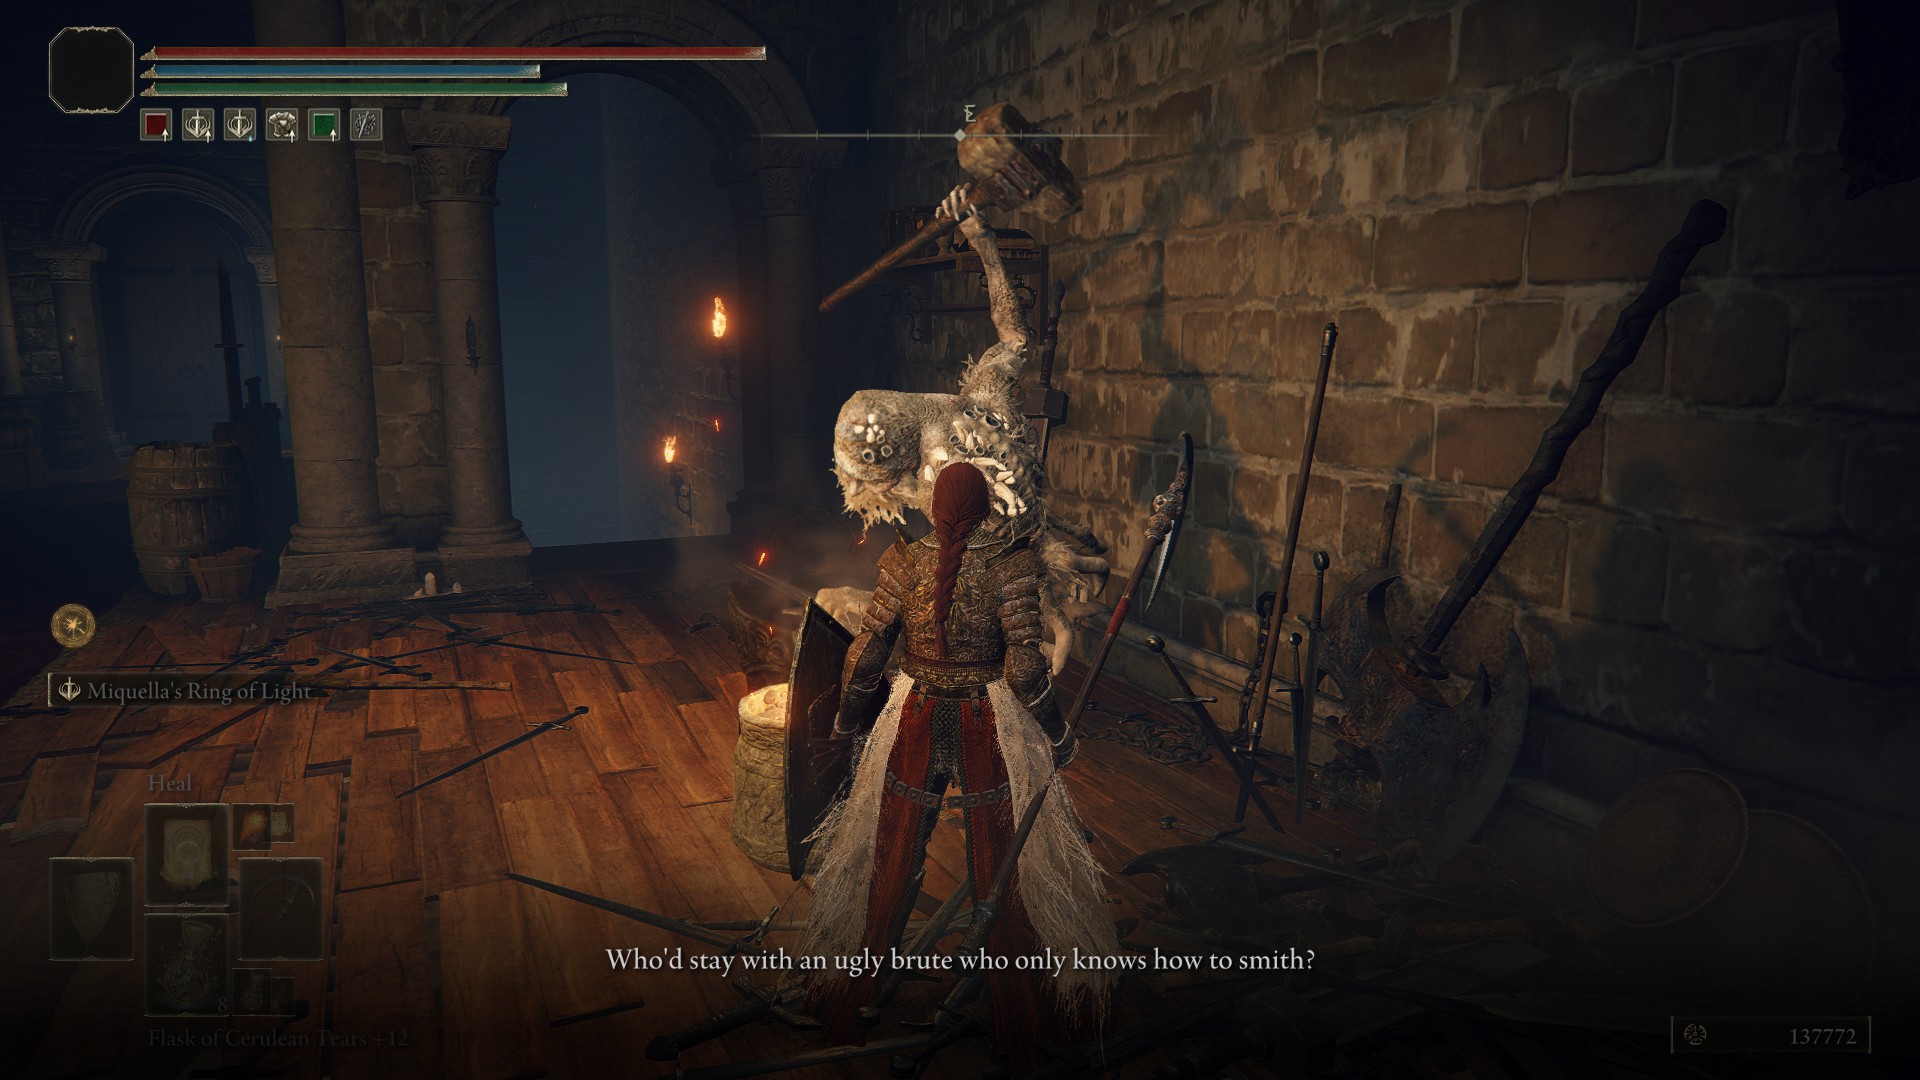 E
Miquella's Ring of Light
Heal
8
Flask of Cerulean Tears +12
Who'd stay with an ugly brute who only knows how to smith?
137772